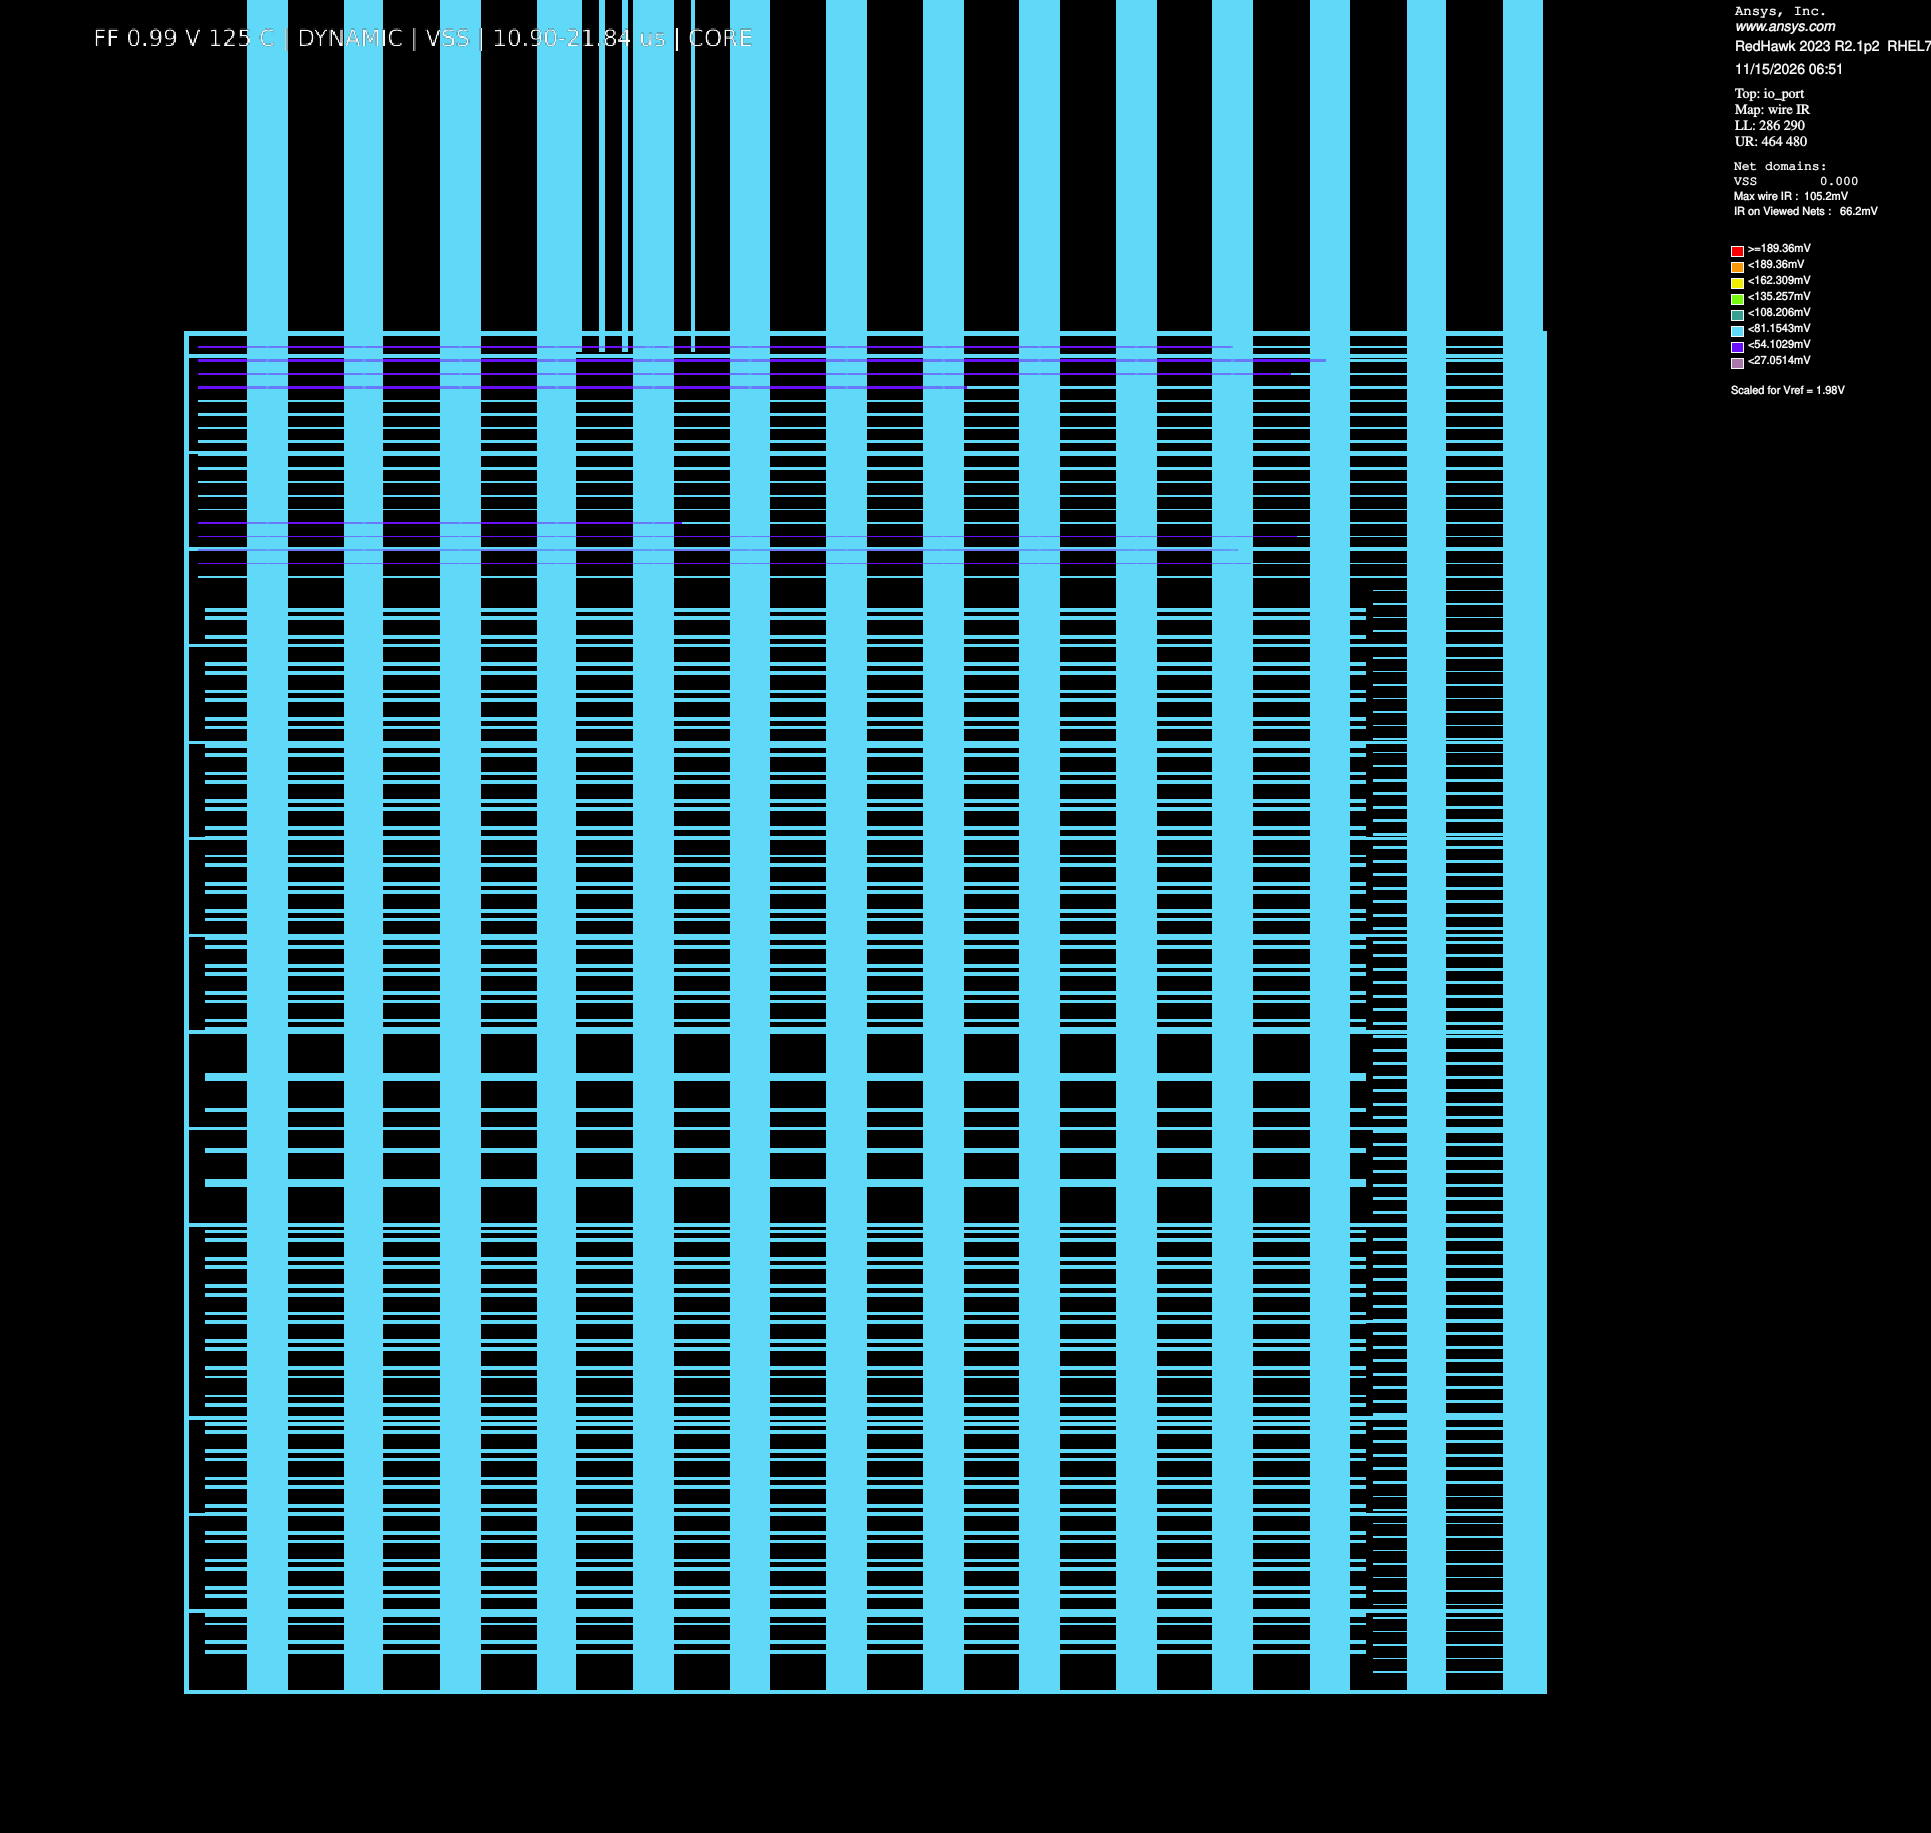 FF 0.99 V 125 C | DYNAMIC | VSS | 10.90-21.84 us | CORE
Ansys, Inc.
www.ansys.com
RedHawk 2023 R2.1p2 RHEL7
11/15/2026 06:51
Top: io_port
Map: wire IR
LL: 286 290
UR: 464 480
Net domains:
VSS 0.000
Max wire IR : 105.2mV
IR on Viewed Nets : 66.2mV
>=189.36mV
<189.36mV
<162.309mV
<135.257mV
<108.206mV
<81.1543mV
<54.1029mV
<27.0514mV
Scaled for Vref = 1.98V